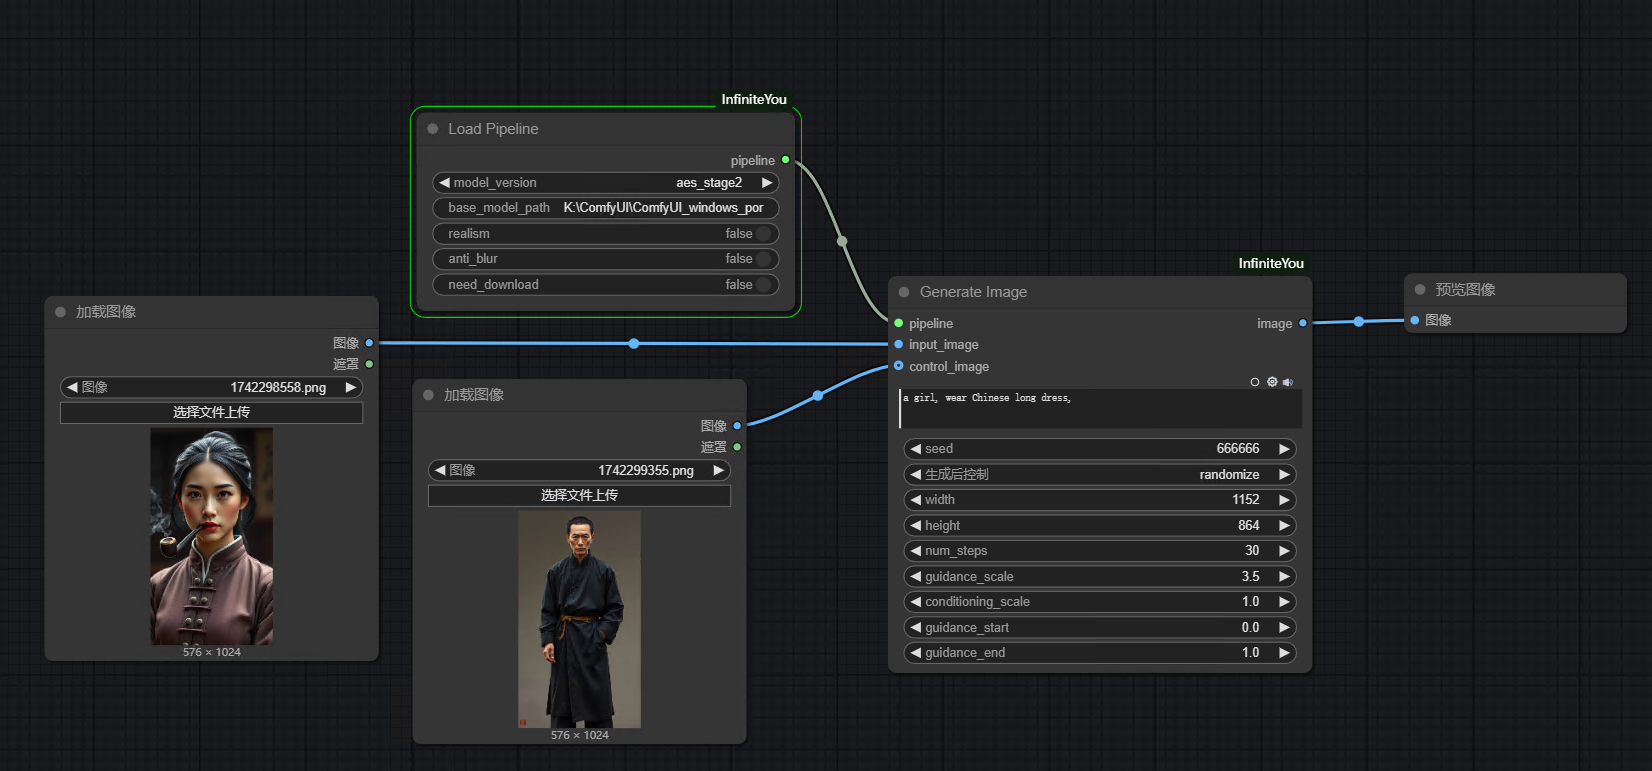 InfiniteYou
Load Pipeline
pipeline
model_version aes_stage2
base_model_path K:\ComfyUI\ComfyUI_windows_por
realism false
anti_blur false
need_download false
加载图像
图像
遮罩
图像 1742298558.png
选择文件上传
576 × 1024
加载图像
图像
遮罩
图像 1742299355.png
选择文件上传
576 × 1024
InfiniteYou
Generate Image
pipeline image
input_image
control_image
a girl, wear Chinese long dress,
seed 666666
生成后控制 randomize
width 1152
height 864
num_steps 30
guidance_scale 3.5
conditioning_scale 1.0
guidance_start 0.0
guidance_end 1.0
预览图像
图像